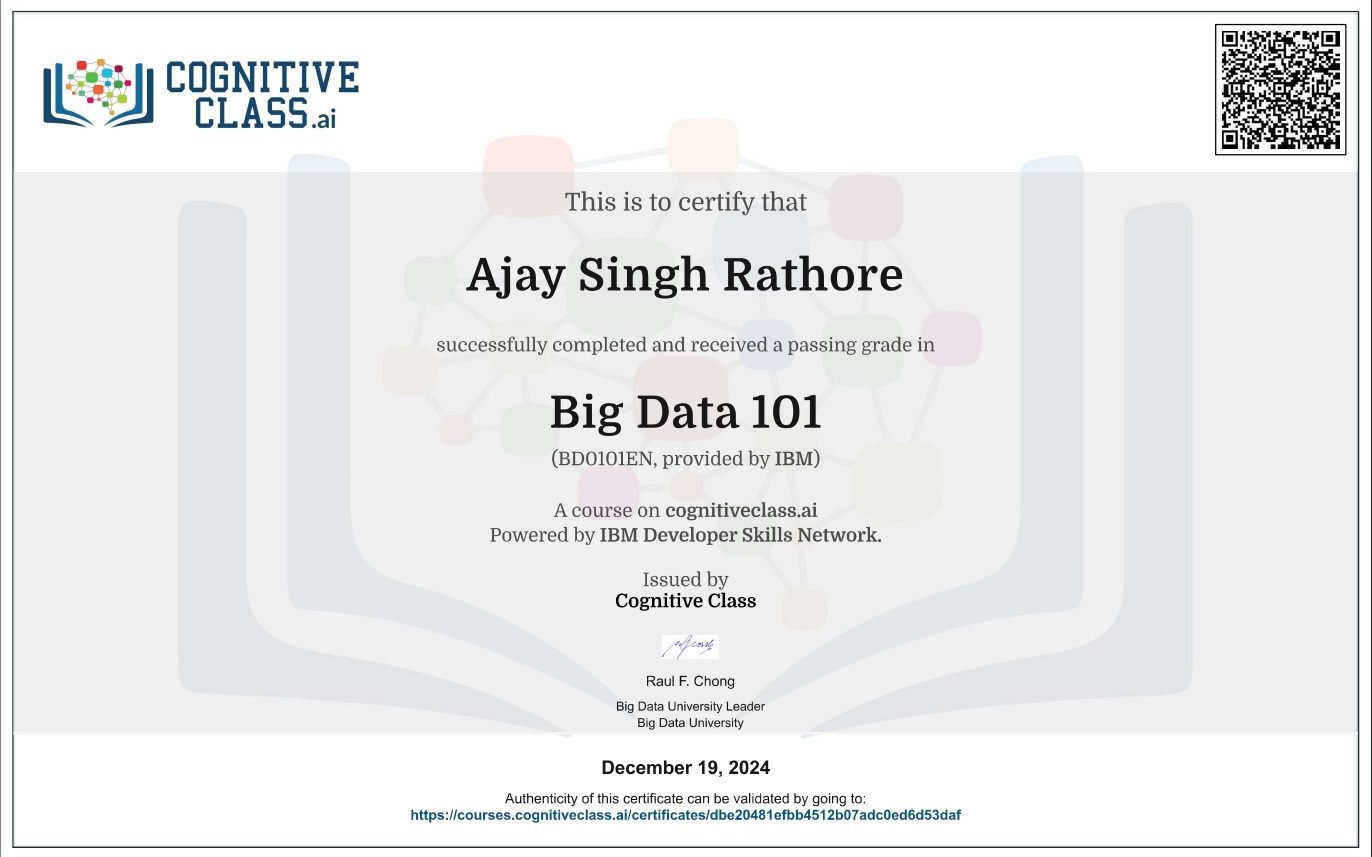 COGNITIVE
CLASS.ai
This is to certify that
Ajay Singh Rathore
successfully completed and received a passing grade in
Big Data 101
(BD0101EN, provided by IBM)
A course on cognitiveclass.ai
Powered by IBM Developer Skills Network.
Issued by
Cognitive Class
Raul F. Chong
Big Data University Leader
Big Data University
December 19, 2024
Authenticity of this certificate can be validated by going to:
https://courses.cognitiveclass.ai/certificates/dbe20481efbb4512b07adc0ed6d53daf